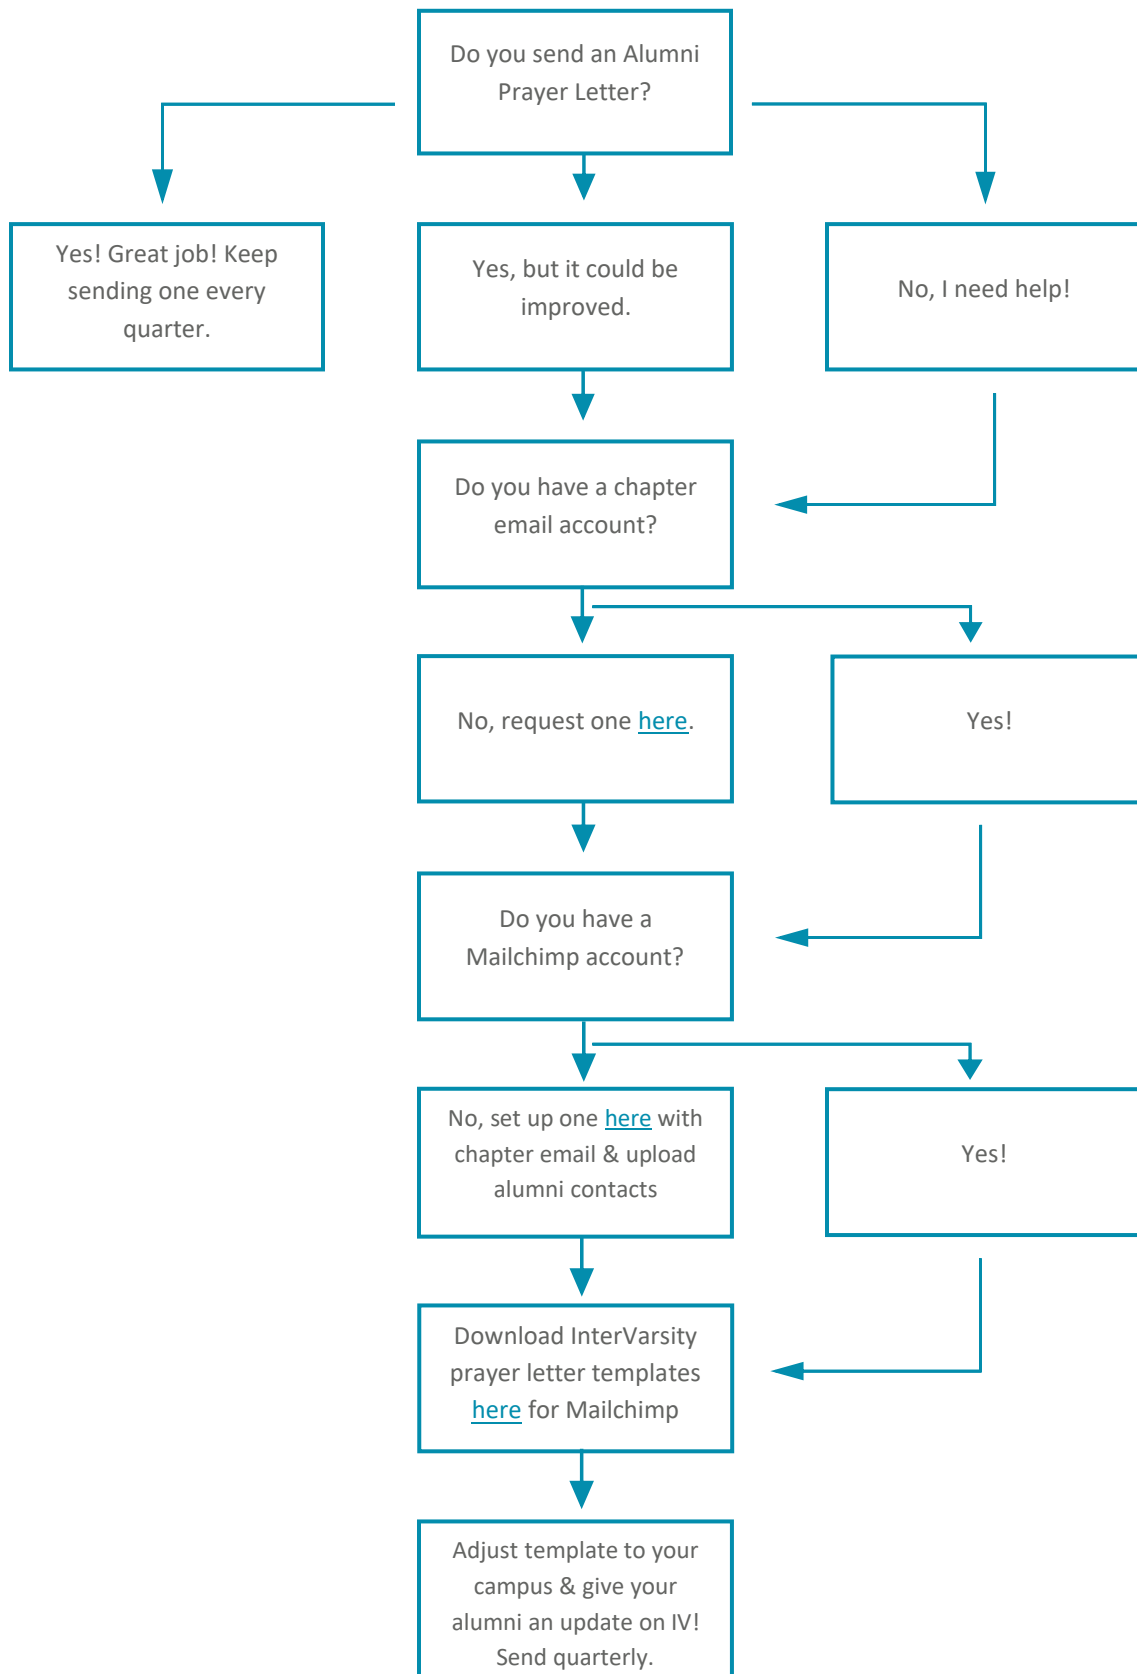 Do you send an Alumni
Prayer Letter?
Yes! Great job! Keep
sending one every
quarter.
Yes, but it could be
improved.
No, I need help!
Do you have a chapter
email account?
No, request one here.
Yes!
Do you have a
Mailchimp account?
No, set up one here with
chapter email & upload
alumni contacts
Yes!
Download InterVarsity
prayer letter templates
here for Mailchimp
Adjust template to your
campus & give your
alumni an update on IV!
Send quarterly.